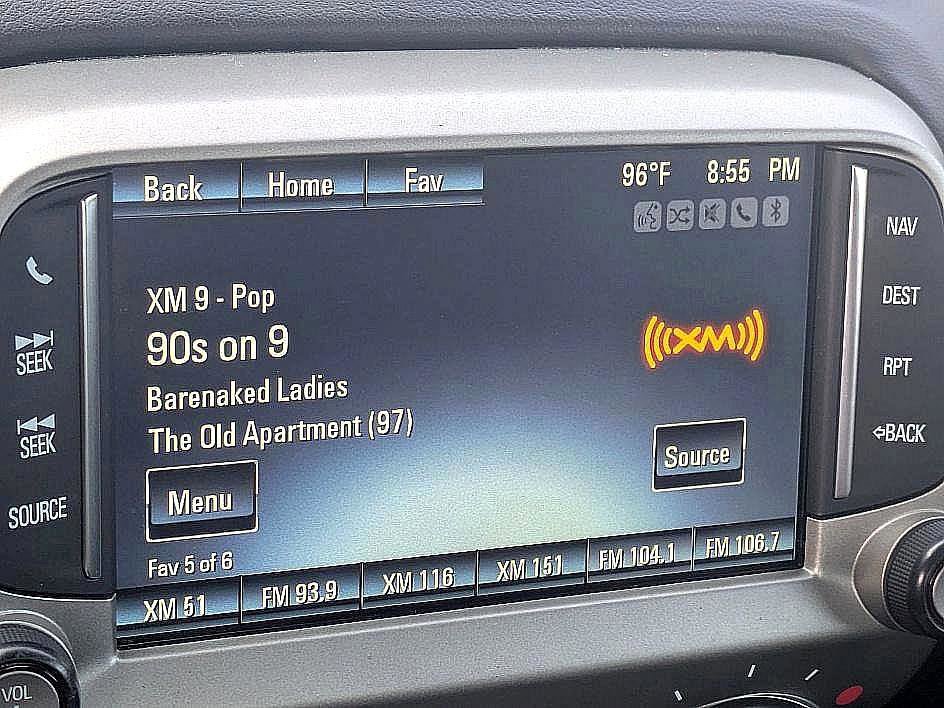 Back Home Fav 96°F 8:55 PM
NAV
XM 9 - Pop
DEST
90s on 9
XM
SEEK
RPT
Barenaked Ladies
The Old Apartment (97)
SEEK
BACK
Source
Menu
SOURCE
Fav 5 of 6
XM 51 FM 93.9 XM 116 XM 151 FM 104.1 FM 106.7
VOL